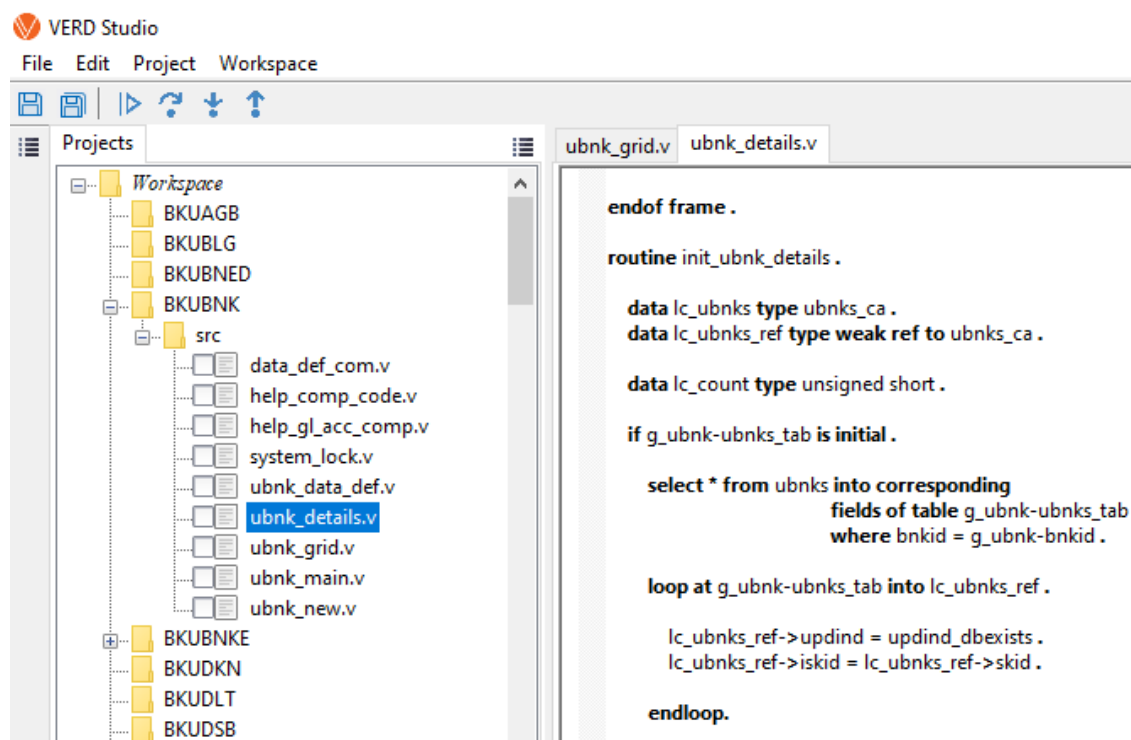 VERD Studio
File Edit Project Workspace
Projects
Workspace
BKUAGB
BKUBLG
BKUBNED
BKUBNK
src
data_def_com.v
help_comp_code.v
help_gl_acc_comp.v
system_lock.v
ubnk_data_def.v
ubnk_details.v
ubnk_grid.v
ubnk_main.v
ubnk_new.v
BKUBNKE
BKUDKN
BKUDLT
BKUDSB
ubnk_grid.v ubnk_details.v
endof frame .
routine init_ubnk_details .
data lc_ubnks type ubnks_ca .
data lc_ubnks_ref type weak ref to ubnks_ca .
data lc_count type unsigned short .
if g_ubnk-ubnks_tab is initial .
select * from ubnks into corresponding
fields of table g_ubnk-ubnks_tab
where bnkid = g_ubnk-bnkid .
loop at g_ubnk-ubnks_tab into lc_ubnks_ref .
lc_ubnks_ref->updind = updind_dbexists .
lc_ubnks_ref->iskid = lc_ubnks_ref->skid .
endloop.